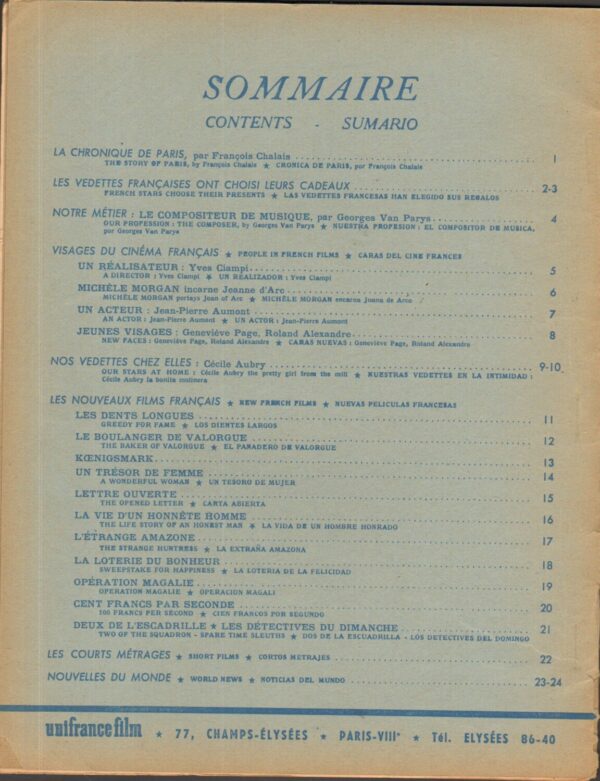 SOMMAIRE
CONTENTS - SUMARIO
LA CHRONIQUE DE PARIS, par François Chalais 1
THE STORY OF PARIS, by François Chalais ★ CRONICA DE PARIS, por François Chalais
LES VEDETTES FRANÇAISES ONT CHOISI LEURS CADEAUX 2-3
FRENCH STARS CHOOSE THEIR PRESENTS ★ LAS VEDETTES FRANCESAS HAN ELEGIDO SUS REGALOS
NOTRE MÉTIER : LE COMPOSITEUR DE MUSIQUE, par Georges Van Parys 4
OUR PROFESSION : THE COMPOSER, by Georges Van Parys ★ NUESTRA PROFESION : EL COMPOSITOR DE MUSICA,
por Georges Van Parys
VISAGES DU CINÉMA FRANÇAIS ★ PEOPLE IN FRENCH FILMS ★ CARAS DEL CINE FRANCES
UN RÉALISATEUR : Yves Ciampi 5
A DIRECTOR : Yves Ciampi ★ UN REALIZADOR : Yves Ciampi
MICHÈLE MORGAN incarne Jeanne d'Arc 6
MICHÈLE MORGAN portays Joan of Arc ★ MICHÈLE MORGAN encarna Joana de Arco
UN ACTEUR : Jean-Pierre Aumont 7
AN ACTOR : Jean-Pierre Aumont ★ UN ACTOR : Jean-Pierre Aumont
JEUNES VISAGES : Geneviève Page, Roland Alexandre 8
NEW FACES : Geneviève Page, Roland Alexandre ★ CARAS NUEVAS : Geneviève Page, Roland Alexandre
NOS VEDETTES CHEZ ELLES : Cécile Aubry 9-10
OUR STARS AT HOME : Cécile Aubry the pretty girl from the mill ★ NUESTRAS VEDETTES EN LA INTIMIDAD :
Cécile Aubry la bonita molinera
LES NOUVEAUX FILMS FRANÇAIS ★ NEW FRENCH FILMS ★ NUEVAS PELICULAS FRANCESAS
LES DENTS LONGUES 11
GREEDY FOR FAME ★ LOS DIENTES LARGOS
LE BOULANGER DE VALORGUE 12
THE BAKER OF VALORGUE ★ EL PANADERO DE VALORGUE
KŒNIGSMARK 13
UN TRÉSOR DE FEMME 14
A WONDERFUL WOMAN ★ UN TESORO DE MUJER
LETTRE OUVERTE 15
THE OPENED LETTER ★ CARTA ABIERTA
LA VIE D'UN HONNÊTE HOMME 16
THE LIFE STORY OF AN HONEST MAN ★ LA VIDA DE UN HOMBRE HONRADO
L'ÉTRANGE AMAZONE 17
THE STRANGE HUNTRESS ★ LA EXTRAÑA AMAZONA
LA LOTERIE DU BONHEUR 18
SWEEPSTAKE FOR HAPPINESS ★ LA LOTERIA DE LA FELICIDAD
OPÉRATION MAGALIE 19
OPERATION MAGALIE ★ OPERACION MAGALI
CENT FRANCS PAR SECONDE 20
100 FRANCS PER SECOND ★ CIEN FRANCOS POR SEGUNDO
DEUX DE L'ESCADRILLE ★ LES DÉTECTIVES DU DIMANCHE 21
TWO OF THE SQUADRON - SPARE TIME SLEUTHS ★ DOS DE LA ESCUADRILLA - LOS DETECTIVES DEL DOMINGO
LES COURTS MÉTRAGES ★ SHORT FILMS ★ CORTOS METRAJES 22
NOUVELLES DU MONDE ★ WORLD NEWS ★ NOTICIAS DEL MUNDO 23-24
unifrance film ★ 77, CHAMPS-ÉLYSÉES ★ PARIS-VIIIe ★ Tél. ELYSÉES 86-40